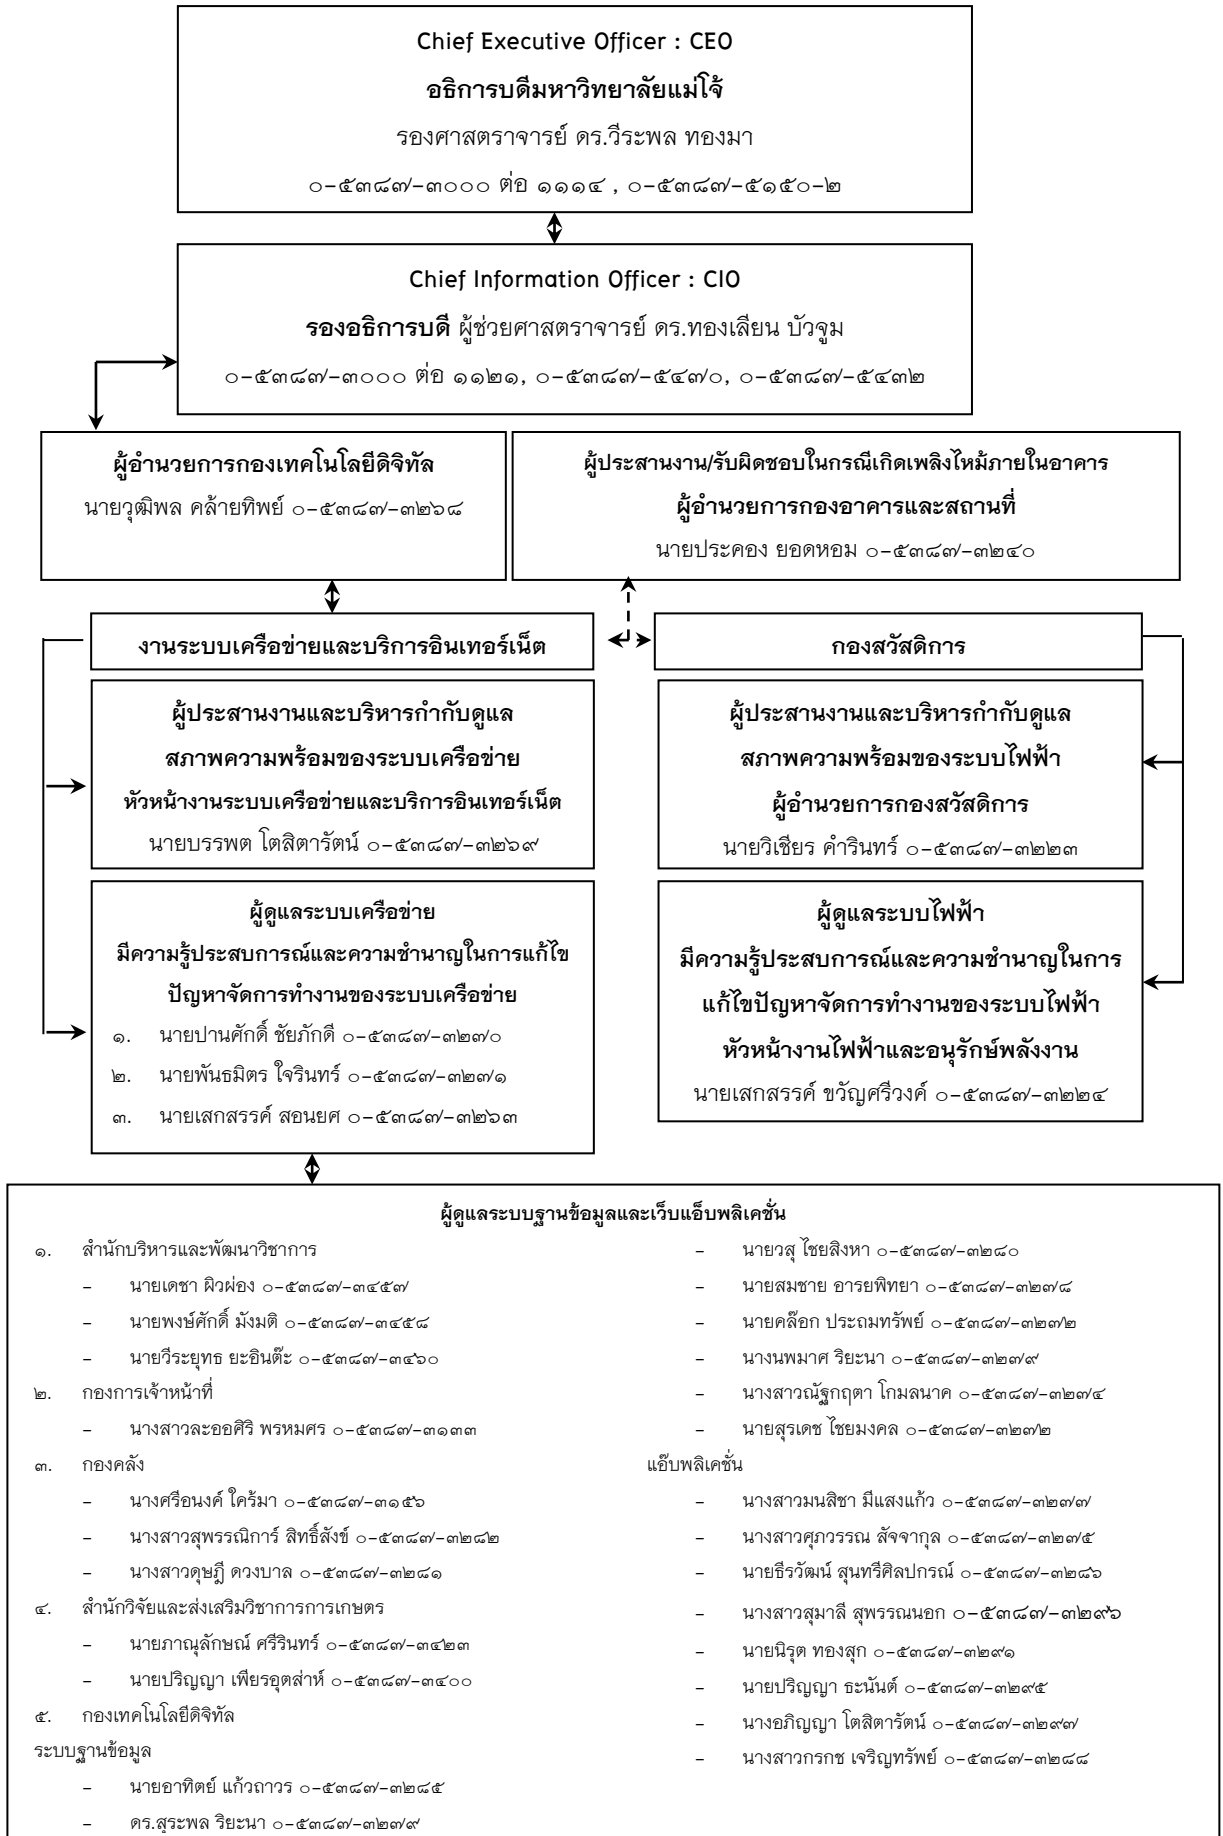 Chief Executive Officer : CEO
อธิการบดีมหาวิทยาลัยแม่โจ้
รองศาสตราจารย์ ดร.วีระพล ทองมา
๐-๕๓๘๗-๓๐๐๐ ต่อ ๑๑๑๔ , ๐-๕๓๘๗-๕๑๕๐-๒
Chief Information Officer : CIO
รองอธิการบดี ผู้ช่วยศาสตราจารย์ ดร.ทองเลียน บัวจูม
๐-๕๓๘๗-๓๐๐๐ ต่อ ๑๑๒๑, ๐-๕๓๘๗-๕๔๗๐, ๐-๕๓๘๗-๕๔๓๒
ผู้อำนวยการกองเทคโนโลยีดิจิทัล
นายวุฒิพล คล้ายทิพย์ ๐-๕๓๘๗-๓๒๖๘
ผู้ประสานงาน/รับผิดชอบในกรณีเกิดเพลิงไหม้ภายในอาคาร
ผู้อำนวยการกองอาคารและสถานที่
นายประคอง ยอดหอม ๐-๕๓๘๗-๓๒๔๐
งานระบบเครือข่ายและบริการอินเทอร์เน็ต
ผู้ประสานงานและบริหารกำกับดูแล
สภาพความพร้อมของระบบเครือข่าย
หัวหน้างานระบบเครือข่ายและบริการอินเทอร์เน็ต
นายบรรพต โตสิตารัตน์ ๐-๕๓๘๗-๓๒๖๙
ผู้ดูแลระบบเครือข่าย
มีความรู้ประสบการณ์และความชำนาญในการแก้ไข
ปัญหาจัดการทำงานของระบบเครือข่าย
๑. นายปานศักดิ์ ชัยภักดี ๐-๕๓๘๗-๓๒๗๐
๒. นายพันธมิตร ใจรินทร์ ๐-๕๓๘๗-๓๒๗๑
๓. นายเสกสรรค์ สอนยศ ๐-๕๓๘๗-๓๒๖๓
กองสวัสดิการ
ผู้ประสานงานและบริหารกำกับดูแล
สภาพความพร้อมของระบบไฟฟ้า
ผู้อำนวยการกองสวัสดิการ
นายวิเชียร คำรินทร์ ๐-๕๓๘๗-๓๒๒๓
ผู้ดูแลระบบไฟฟ้า
มีความรู้ประสบการณ์และความชำนาญในการ
แก้ไขปัญหาจัดการทำงานของระบบไฟฟ้า
หัวหน้างานไฟฟ้าและอนุรักษ์พลังงาน
นายเสกสรรค์ ขวัญศรีวงค์ ๐-๕๓๘๗-๓๒๒๔
ผู้ดูแลระบบฐานข้อมูลและเว็บแอ็บพลิเคชั่น
๑. สำนักบริหารและพัฒนาวิชาการ
- นายเดชา ผิวผ่อง ๐-๕๓๘๗-๓๔๕๗
- นายพงษ์ศักดิ์ มังมติ ๐-๕๓๘๗-๓๔๕๘
- นายวีระยุทธ ยะอินต๊ะ ๐-๕๓๘๗-๓๔๖๐
๒. กองการเจ้าหน้าที่
- นางสาวละออศิริ พรหมศร ๐-๕๓๘๗-๓๑๓๓
๓. กองคลัง
- นางศรีอนงค์ ใคร้มา ๐-๕๓๘๗-๓๑๕๖
- นางสาวสุพรรณิการ์ สิทธิ์สังข์ ๐-๕๓๘๗-๓๒๘๒
- นางสาวดุษฎี ดวงบาล ๐-๕๓๘๗-๓๒๘๑
๔. สำนักวิจัยและส่งเสริมวิชาการการเกษตร
- นายภาณุลักษณ์ ศรีรินทร์ ๐-๕๓๘๗-๓๔๒๓
- นายปริญญา เพียรอุตส่าห์ ๐-๕๓๘๗-๓๔๐๐
๕. กองเทคโนโลยีดิจิทัล
ระบบฐานข้อมูล
- นายอาทิตย์ แก้วถาวร ๐-๕๓๘๗-๓๒๘๕
- ดร.สุระพล ริยะนา ๐-๕๓๘๗-๓๒๗๙
- นายวสุ ไชยสิงหา ๐-๕๓๘๗-๓๒๘๐
- นายสมชาย อารยพิทยา ๐-๕๓๘๗-๓๒๗๘
- นายคล๊อก ประถมทรัพย์ ๐-๕๓๘๗-๓๒๗๒
- นางนพมาศ ริยะนา ๐-๕๓๘๗-๓๒๗๙
- นางสาวณัฐกฤตา โกมลนาค ๐-๕๓๘๗-๓๒๗๔
- นายสุรเดช ไชยมงคล ๐-๕๓๘๗-๓๒๗๒
แอ๊บพลิเคชั่น
- นางสาวมนสิชา มีแสงแก้ว ๐-๕๓๘๗-๓๒๗๗
- นางสาวศุภวรรณ สัจจากุล ๐-๕๓๘๗-๓๒๗๕
- นายธีรวัฒน์ สุนทรีศิลปกรณ์ ๐-๕๓๘๗-๓๒๘๖
- นางสาวสุมาลี สุพรรณนอก ๐-๕๓๘๗-๓๒๙๖
- นายนิรุต ทองสุก ๐-๕๓๘๗-๓๒๙๑
- นายปริญญา ธะนันต์ ๐-๕๓๘๗-๓๒๙๕
- นางอภิญญา โตสิตารัตน์ ๐-๕๓๘๗-๓๒๙๗
- นางสาวกรกช เจริญทรัพย์ ๐-๕๓๘๗-๓๒๘๘